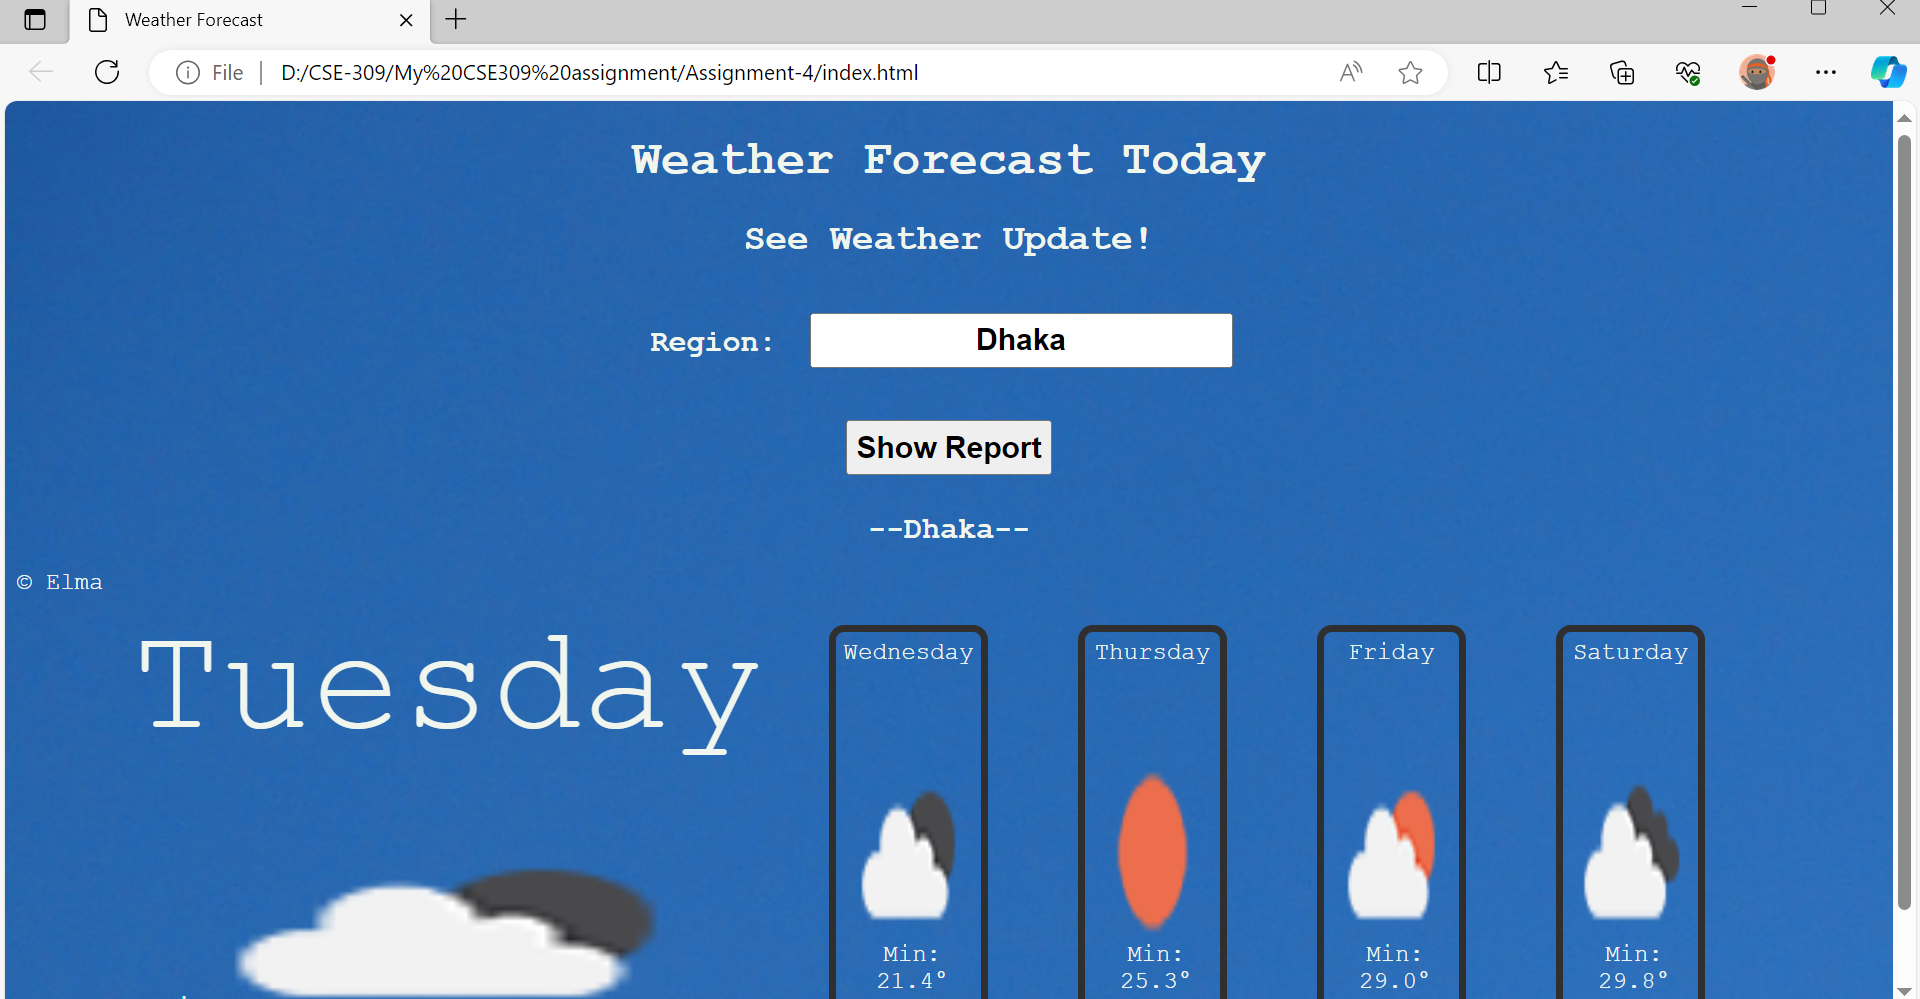 Weather Forecast
File
D:/CSE-309/My%20CSE309%20assignment/Assignment-4/index.html
Weather Forecast Today
See Weather Update!
Region: Dhaka
Show Report
--Dhaka--
© Elma
Tuesday
Wednesday
Min:
21.4°
Thursday
Min:
25.3°
Friday
Min:
29.0°
Saturday
Min:
29.8°